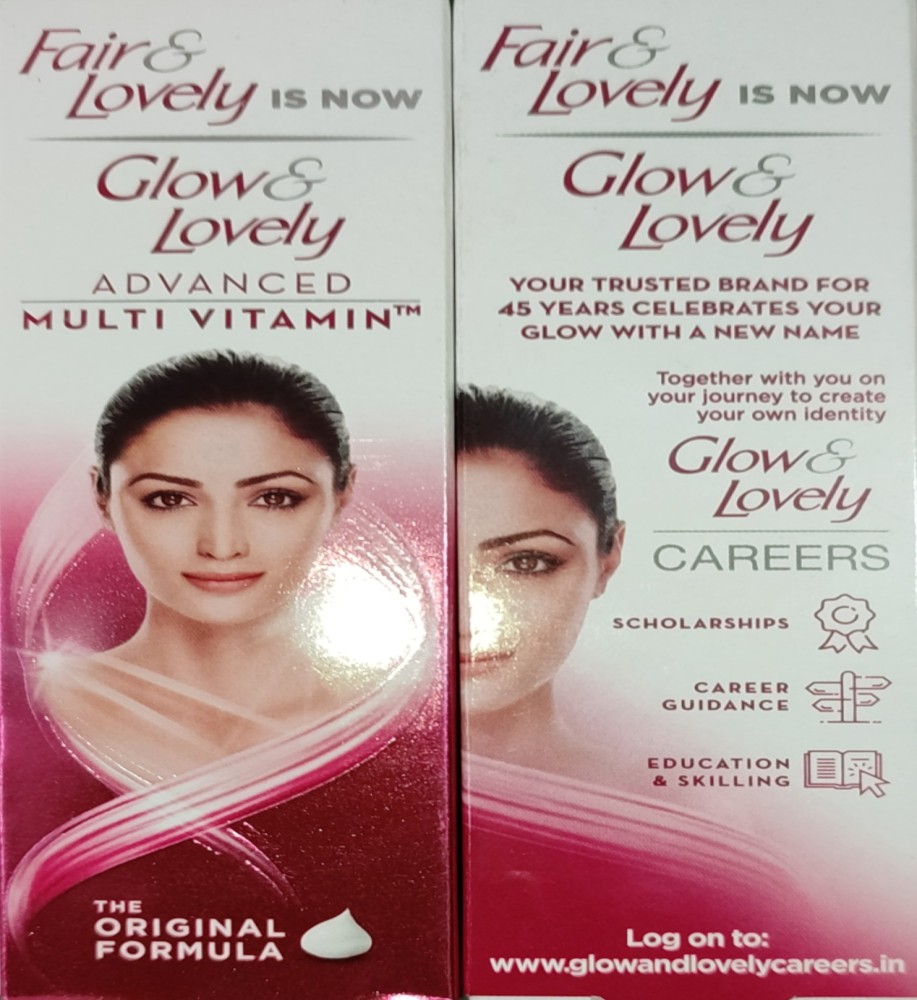 Fair &
Lovely IS NOW
Glow &
Lovely
ADVANCED
MULTI VITAMIN™
THE
ORIGINAL
FORMULA
Fair &
Lovely IS NOW
Glow &
Lovely
YOUR TRUSTED BRAND FOR
45 YEARS CELEBRATES YOUR
GLOW WITH A NEW NAME
Together with you on
your journey to create
your own identity
Glow &
Lovely
CAREERS
SCHOLARSHIPS
CAREER
GUIDANCE
EDUCATION
& SKILLING
Log on to:
www.glowandlovelycareers.in